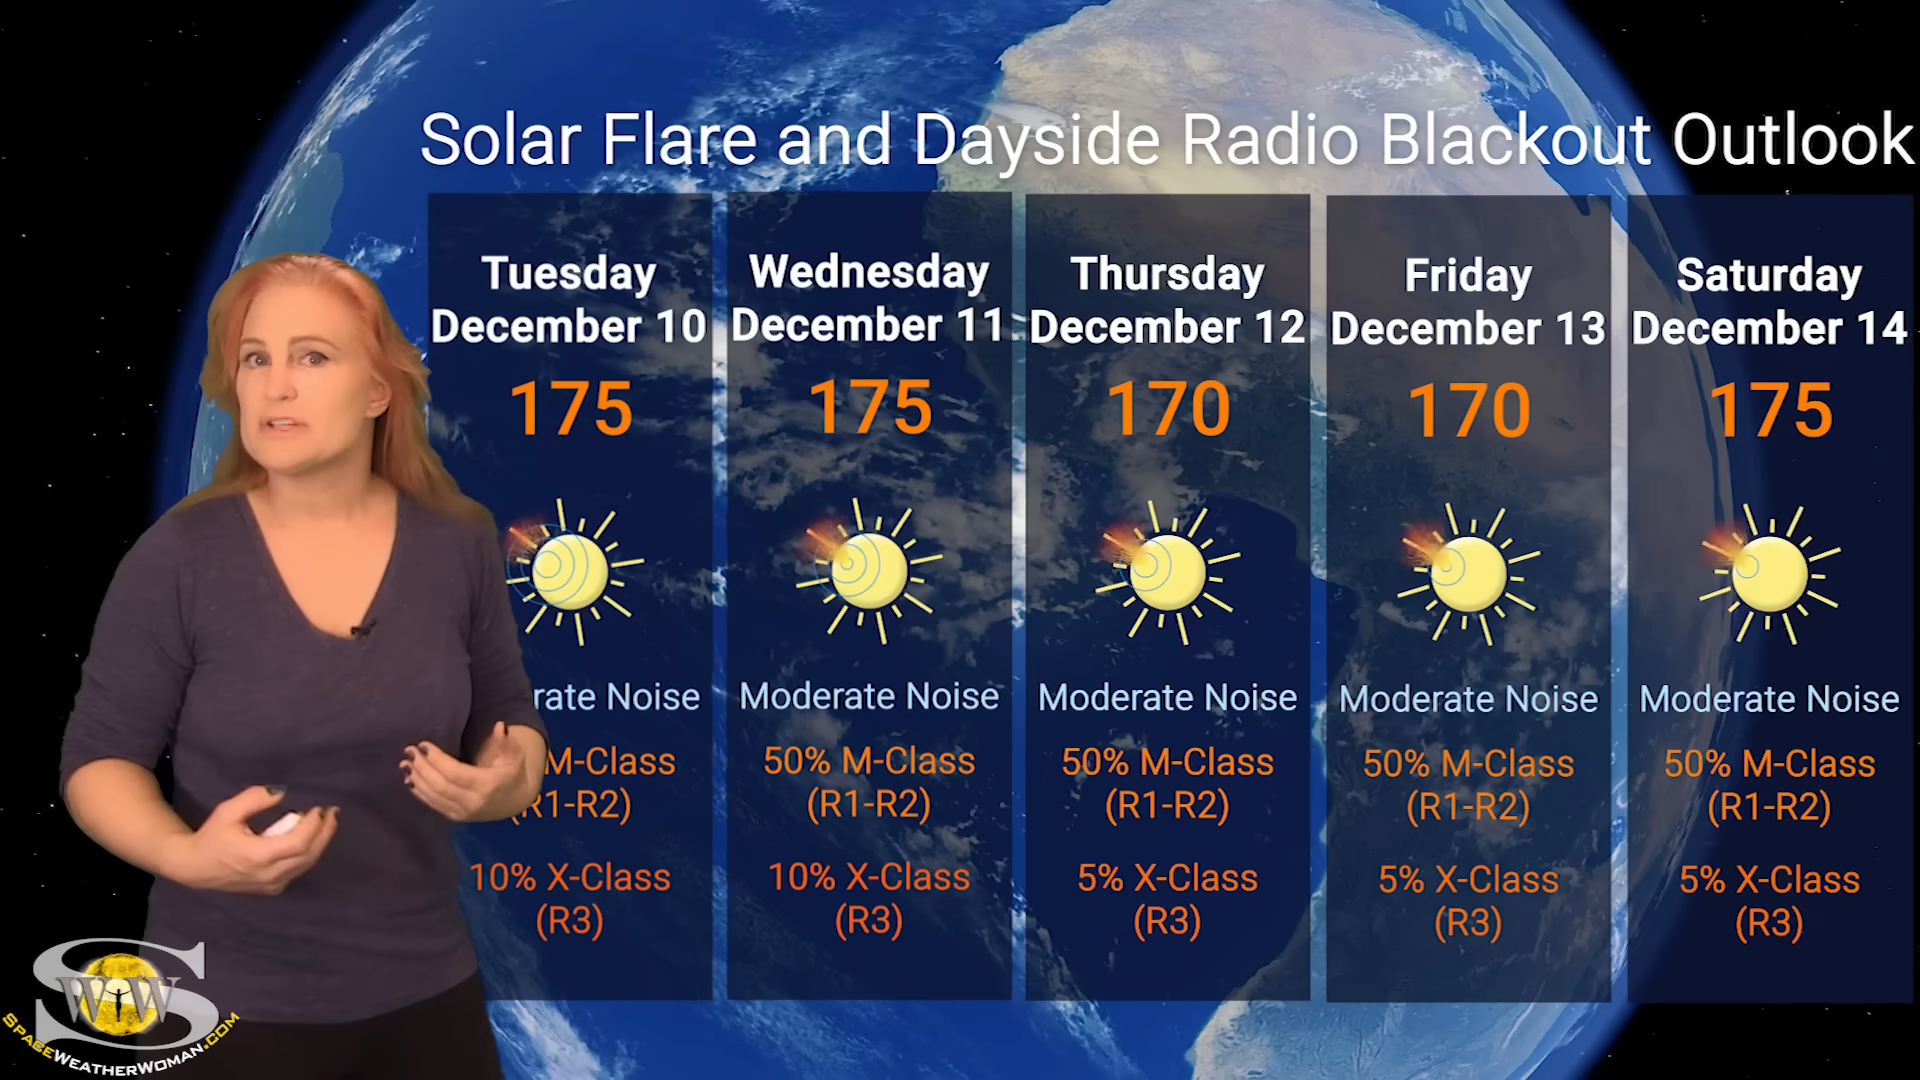 Solar Flare and Dayside Radio Blackout Outlook
Tuesday
December 10
175
rate Noise
M-Class
(R1-R2)
10% X-Class
(R3)
Wednesday
December 11
175
Moderate Noise
50% M-Class
(R1-R2)
10% X-Class
(R3)
Thursday
December 12
170
Moderate Noise
50% M-Class
(R1-R2)
5% X-Class
(R3)
Friday
December 13
170
Moderate Noise
50% M-Class
(R1-R2)
5% X-Class
(R3)
Saturday
December 14
175
Moderate Noise
50% M-Class
(R1-R2)
5% X-Class
(R3)
S
WTW
SPACEWEATHERWOMAN.COM